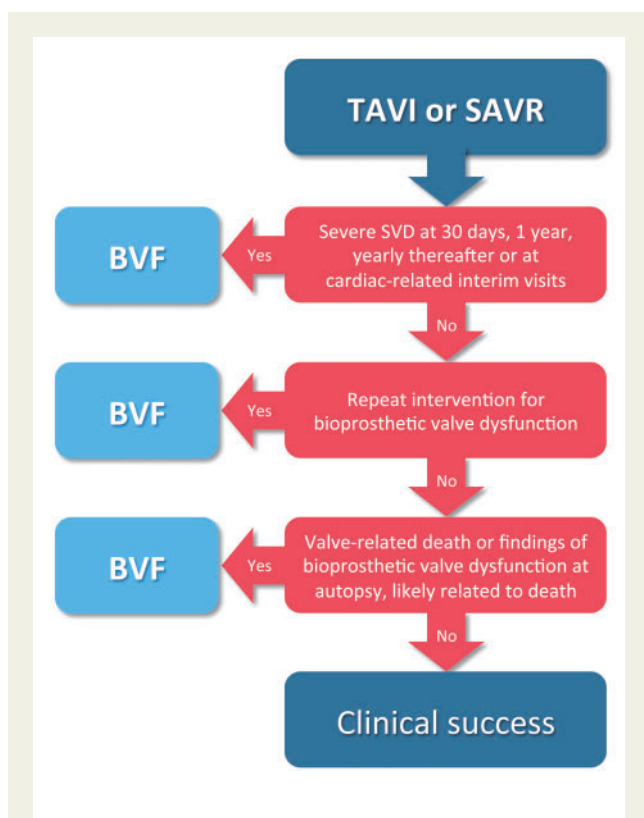 TAVI or SAVR
BVF
Yes
Severe SVD at 30 days, 1 year,
yearly thereafter or at
cardiac-related interim visits
No
BVF
Yes
Repeat intervention for
bioprosthetic valve dysfunction
No
BVF
Yes
Valve-related death or findings of
bioprosthetic valve dysfunction at
autopsy, likely related to death
No
Clinical success